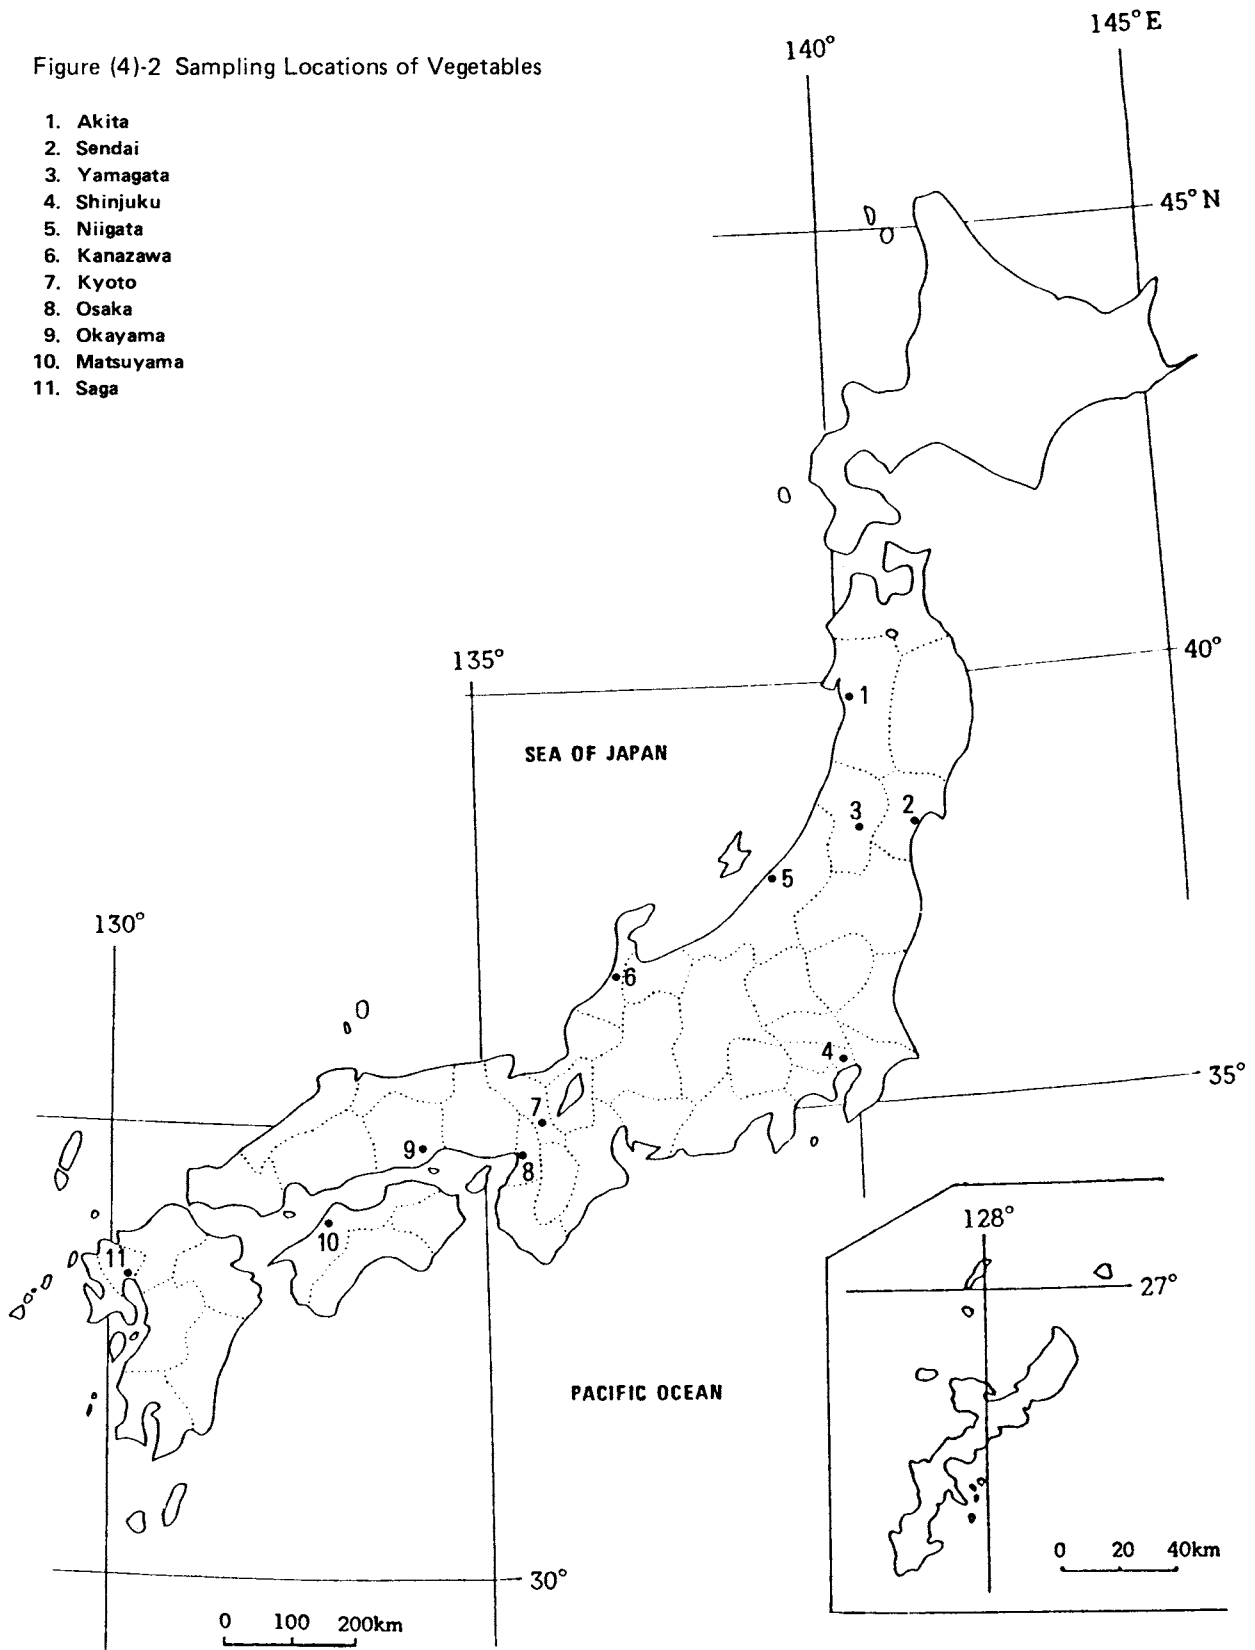 145°E
140°
Figure (4)-2 Sampling Locations of Vegetables
1. Akita
2. Sendai
3. Yamagata
4. Shinjuku
5. Niigata
6. Kanazawa
7. Kyoto
8. Osaka
9. Okayama
10. Matsuyama
11. Saga
45°N
40°
135°
1
SEA OF JAPAN
3
2
5
130°
6
4
35°
7
9
8
128°
10
11
27°
PACIFIC OCEAN
0 20 40km
30°
0 100 200km